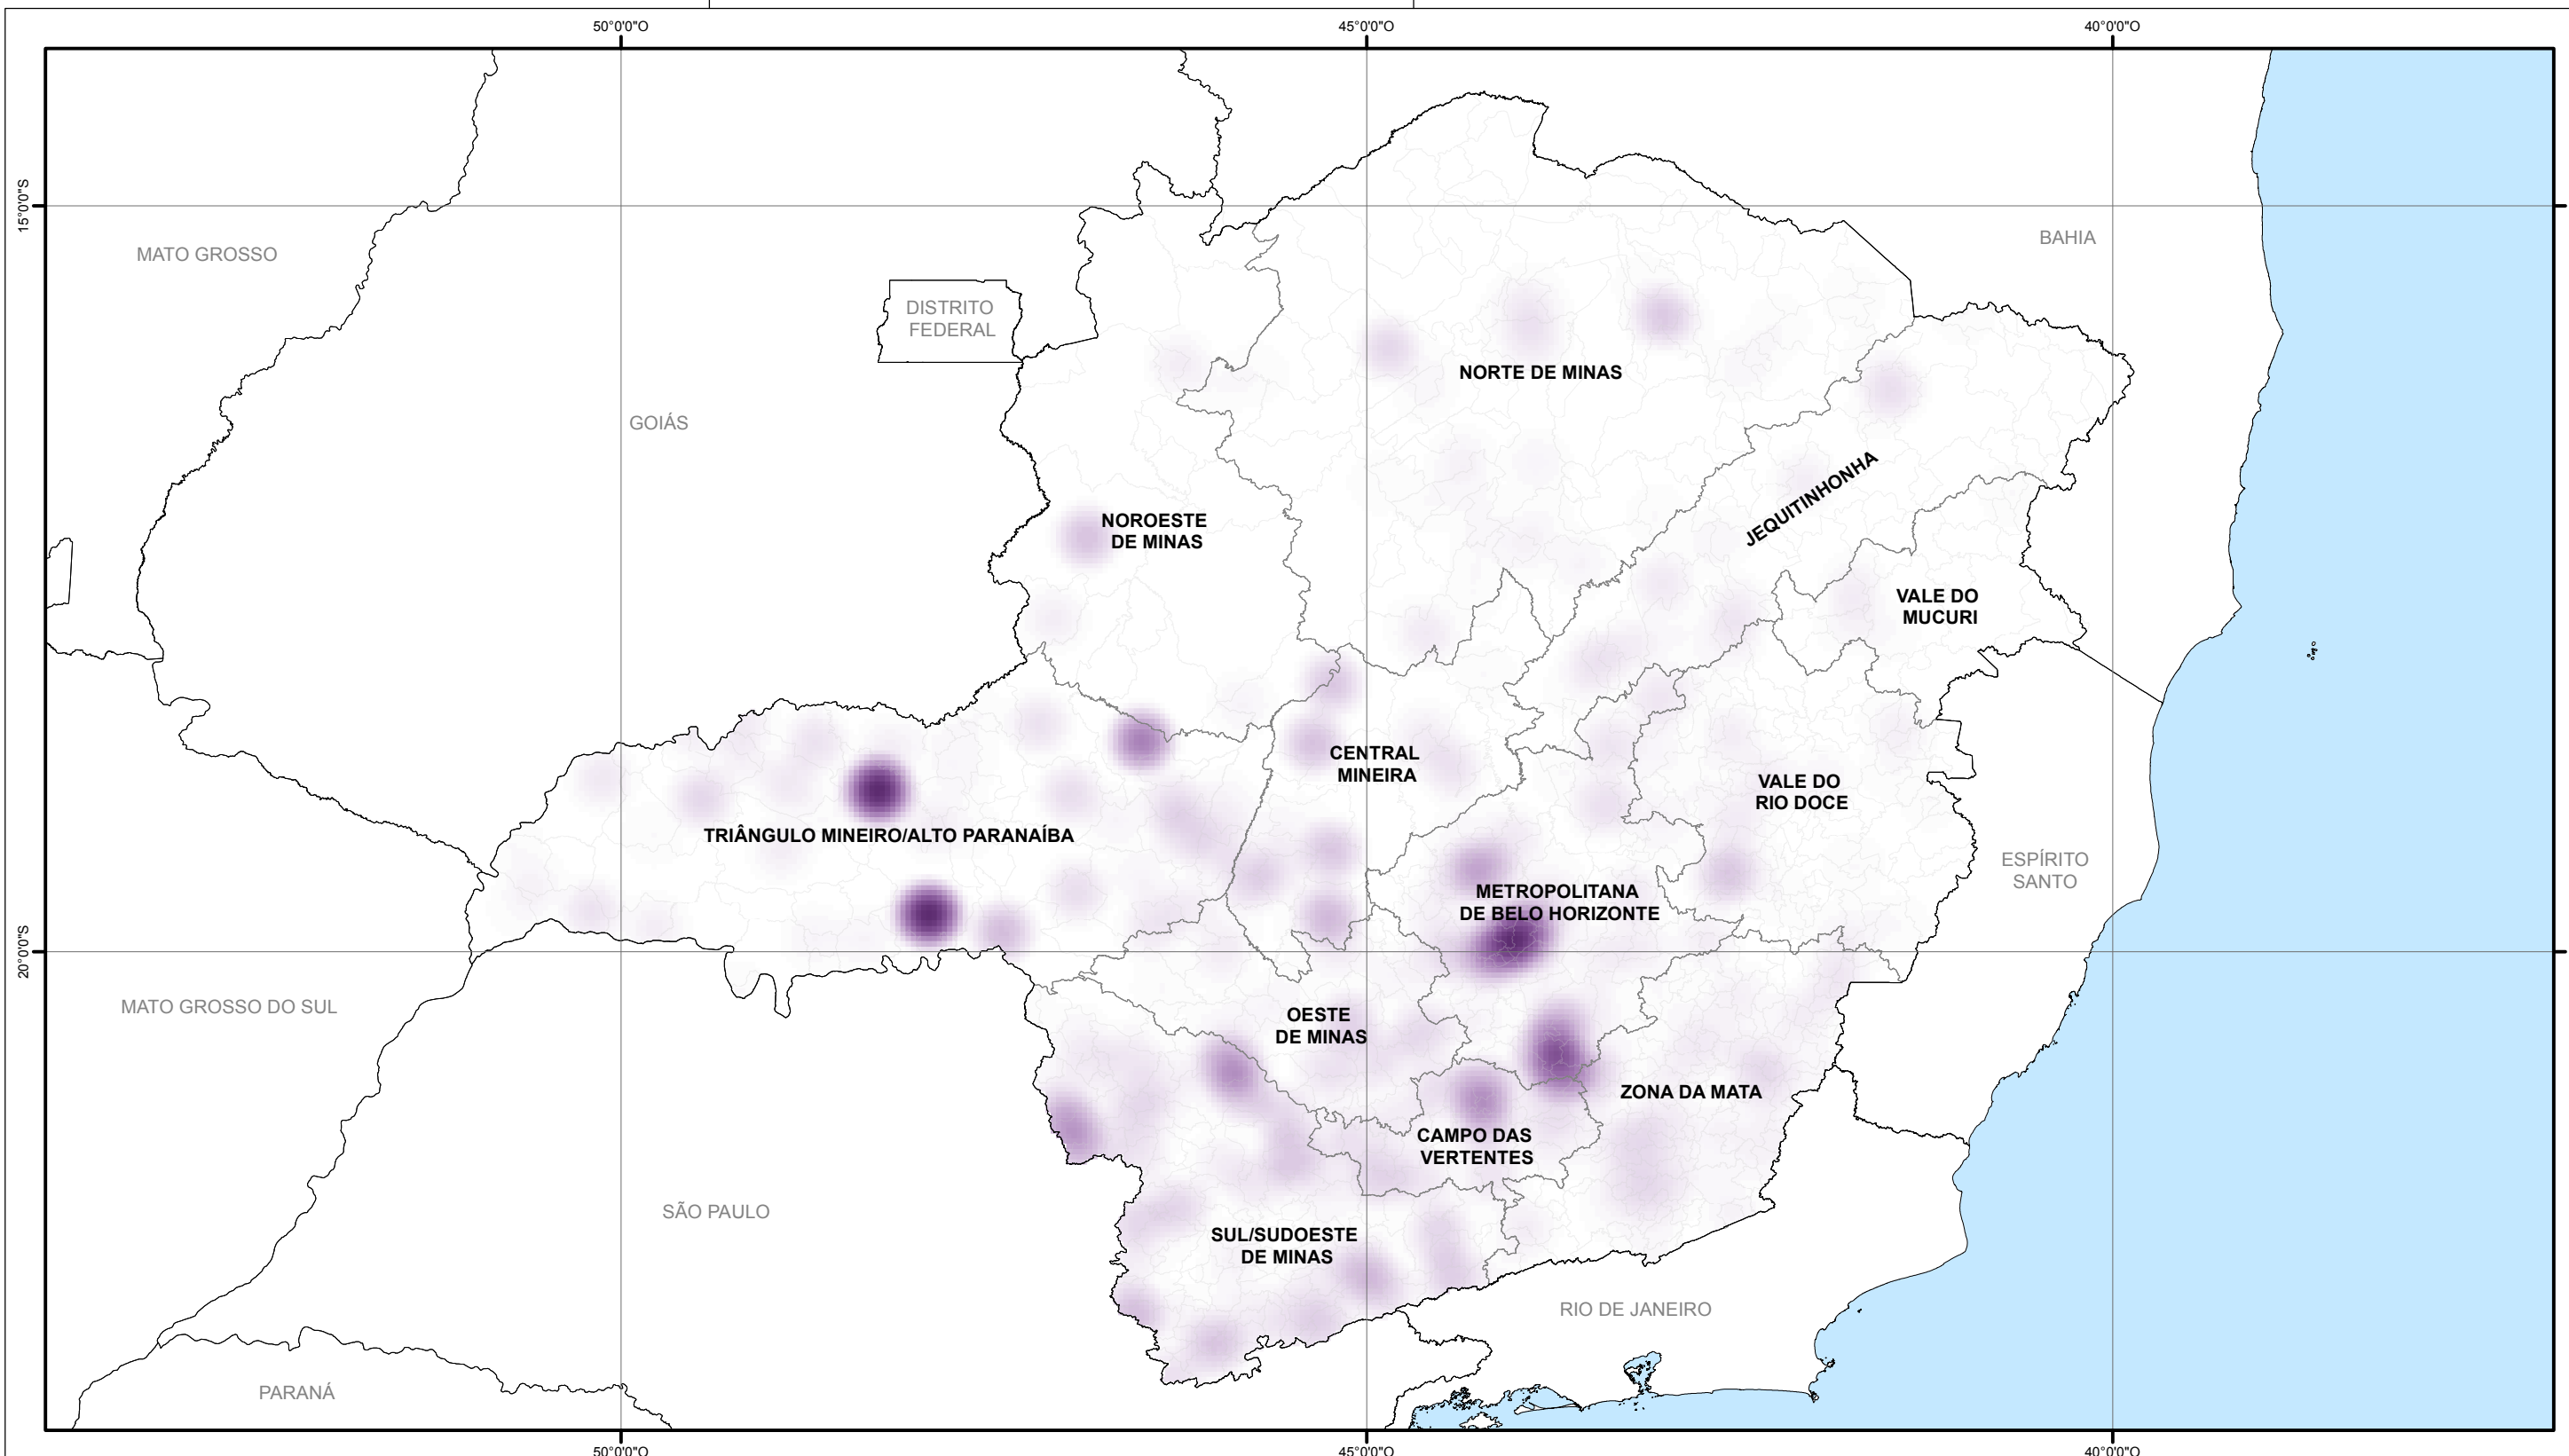 50°0'0"O
45°0'0"O
40°0'0"O
15°0'0"S
BAHIA
MATO GROSSO
DISTRITO
FEDERAL
NORTE DE MINAS
GOIÁS
JEQUITINHONHA
NOROESTE
DE MINAS
VALE DO
MUCURI
CENTRAL
MINEIRA
VALE DO
RIO DOCE
TRIÂNGULO MINEIRO/ALTO PARANAÍBA
ESPÍRITO
SANTO
METROPOLITANA
DE BELO HORIZONTE
20°0'0"S
MATO GROSSO DO SUL
OESTE
DE MINAS
ZONA DA MATA
CAMPO DAS
VERTENTES
SÃO PAULO
SUL/SUDOESTE
DE MINAS
RIO DE JANEIRO
PARANÁ
50°0'0"O
45°0'0"O
40°0'0"O